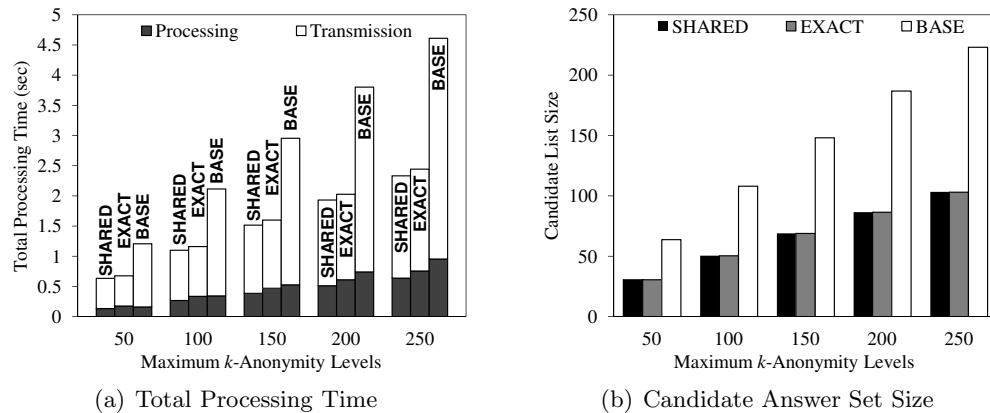 5
4.5
4
3.5
3
2.5
2
1.5
1
0.5
0
Total Processing Time (sec)
Processing Transmission
SHARED EXACT BASE
SHARED EXACT BASE
SHARED EXACT BASE
SHARED EXACT BASE
SHARED EXACT BASE
50 100 150 200 250
Maximum k-Anonymity Levels
(a) Total Processing Time
250
200
150
100
50
0
Candidate List Size
SHARED EXACT BASE
50 100 150 200 250
Maximum k-Anonymity Levels
(b) Candidate Answer Set Size